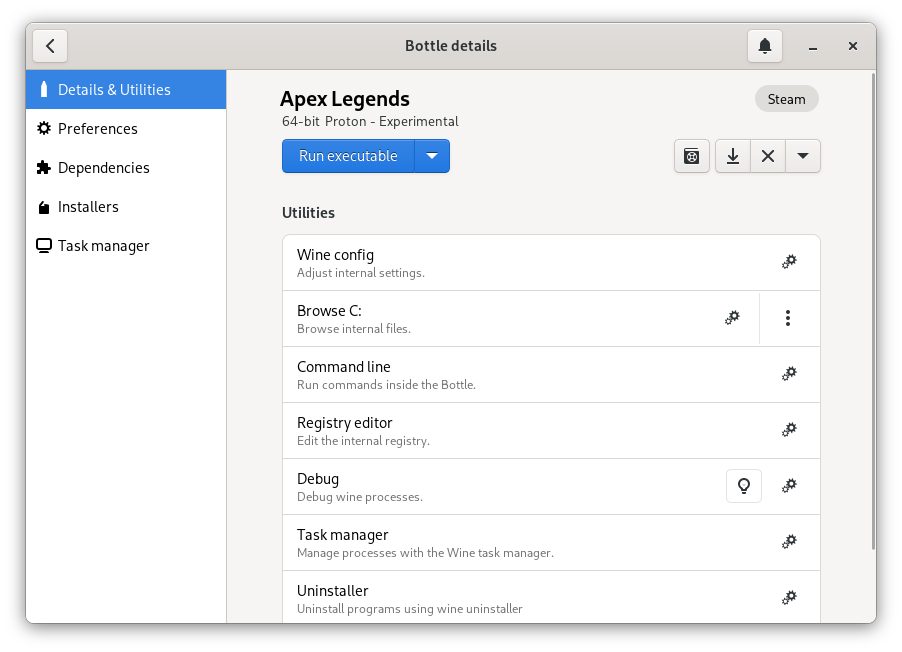 Bottle details
Details & Utilities
Preferences
Dependencies
Installers
Task manager
Apex Legends
Steam
64-bit Proton - Experimental
Run executable
Utilities
Wine config
Adjust internal settings.
Browse C:
Browse internal files.
Command line
Run commands inside the Bottle.
Registry editor
Edit the internal registry.
Debug
Debug wine processes.
Task manager
Manage processes with the Wine task manager.
Uninstaller
Uninstall programs using wine uninstaller